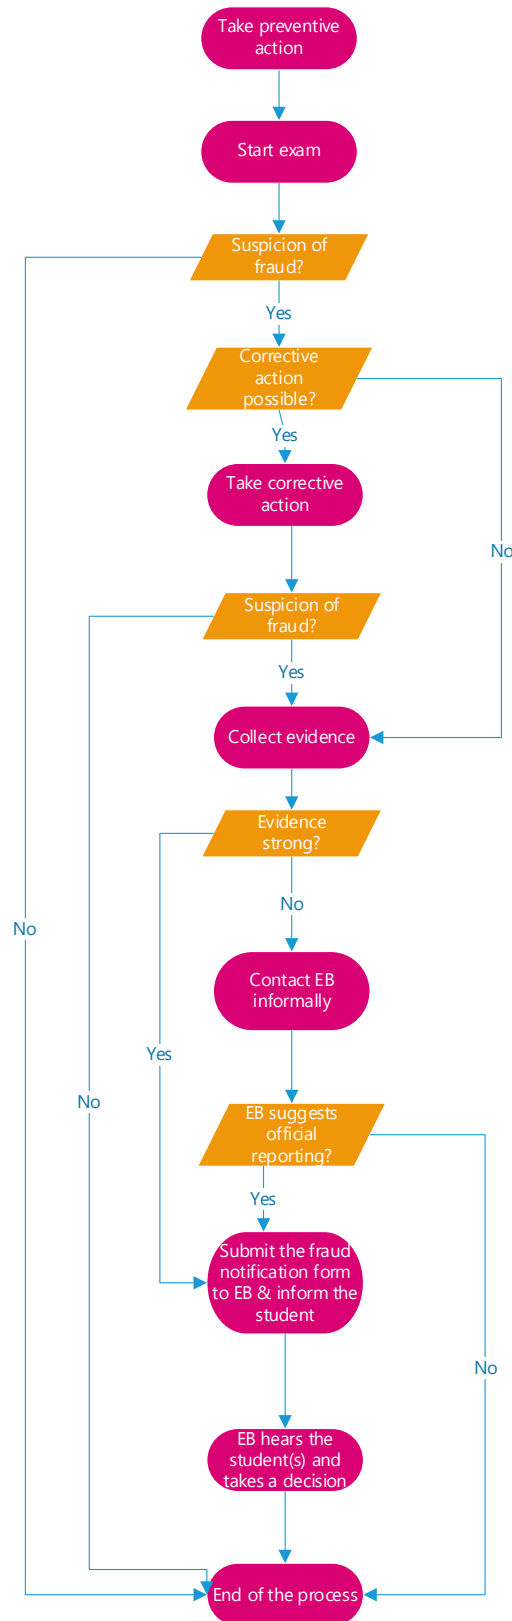 Take preventive
action
Start exam
Suspicion of
fraud?
Yes
Corrective
action
possible?
Yes
Take corrective
action
No
Suspicion of
fraud?
Yes
Collect evidence
Evidence
strong?
No
No
Contact EB
informally
Yes
No
EB suggests
official
reporting?
Yes
Submit the fraud
notification form
to EB & inform the
student
No
EB hears the
student(s) and
takes a decision
End of the process